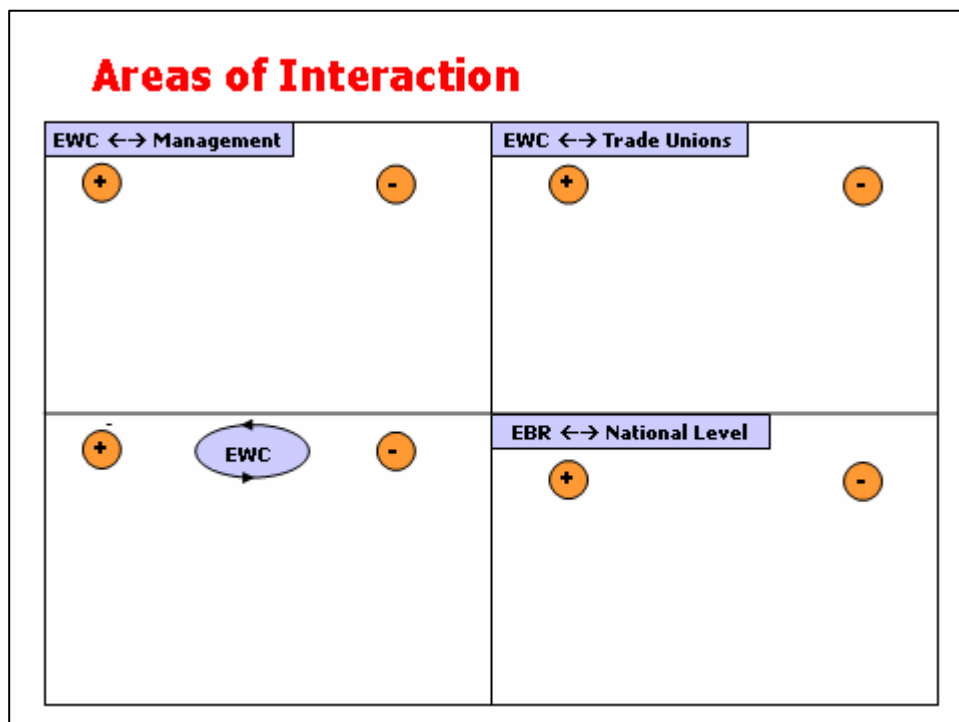 Areas of Interaction
EWC ←→ Management
EWC ←→ Trade Unions
+ -
+ -
+ EWC -
EBR ←→ National Level
+ -